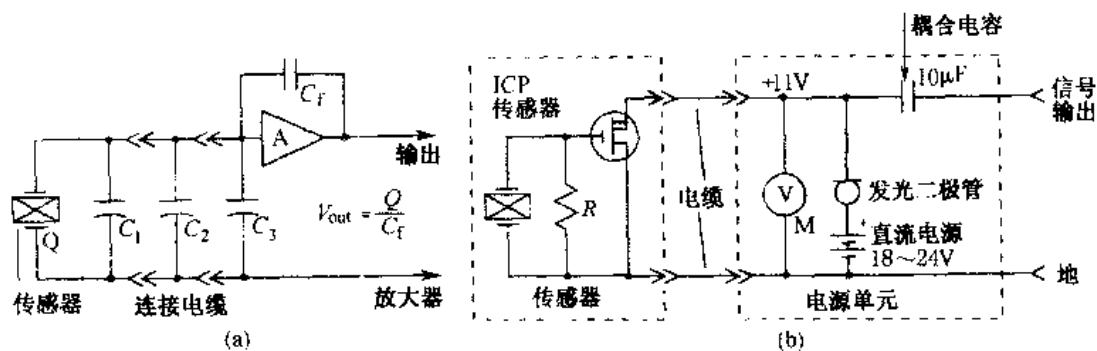 C_f
A
输出
Q
C_1
C_2
C_3
V_out = Q/C_f
传感器
连接电缆
放大器
(a)
耦合电容
ICP
传感器
+11V
10μF
信号
输出
R
电缆
V
M
发光二极管
+
直流电源
18~24V
传感器
电源单元
地
(b)